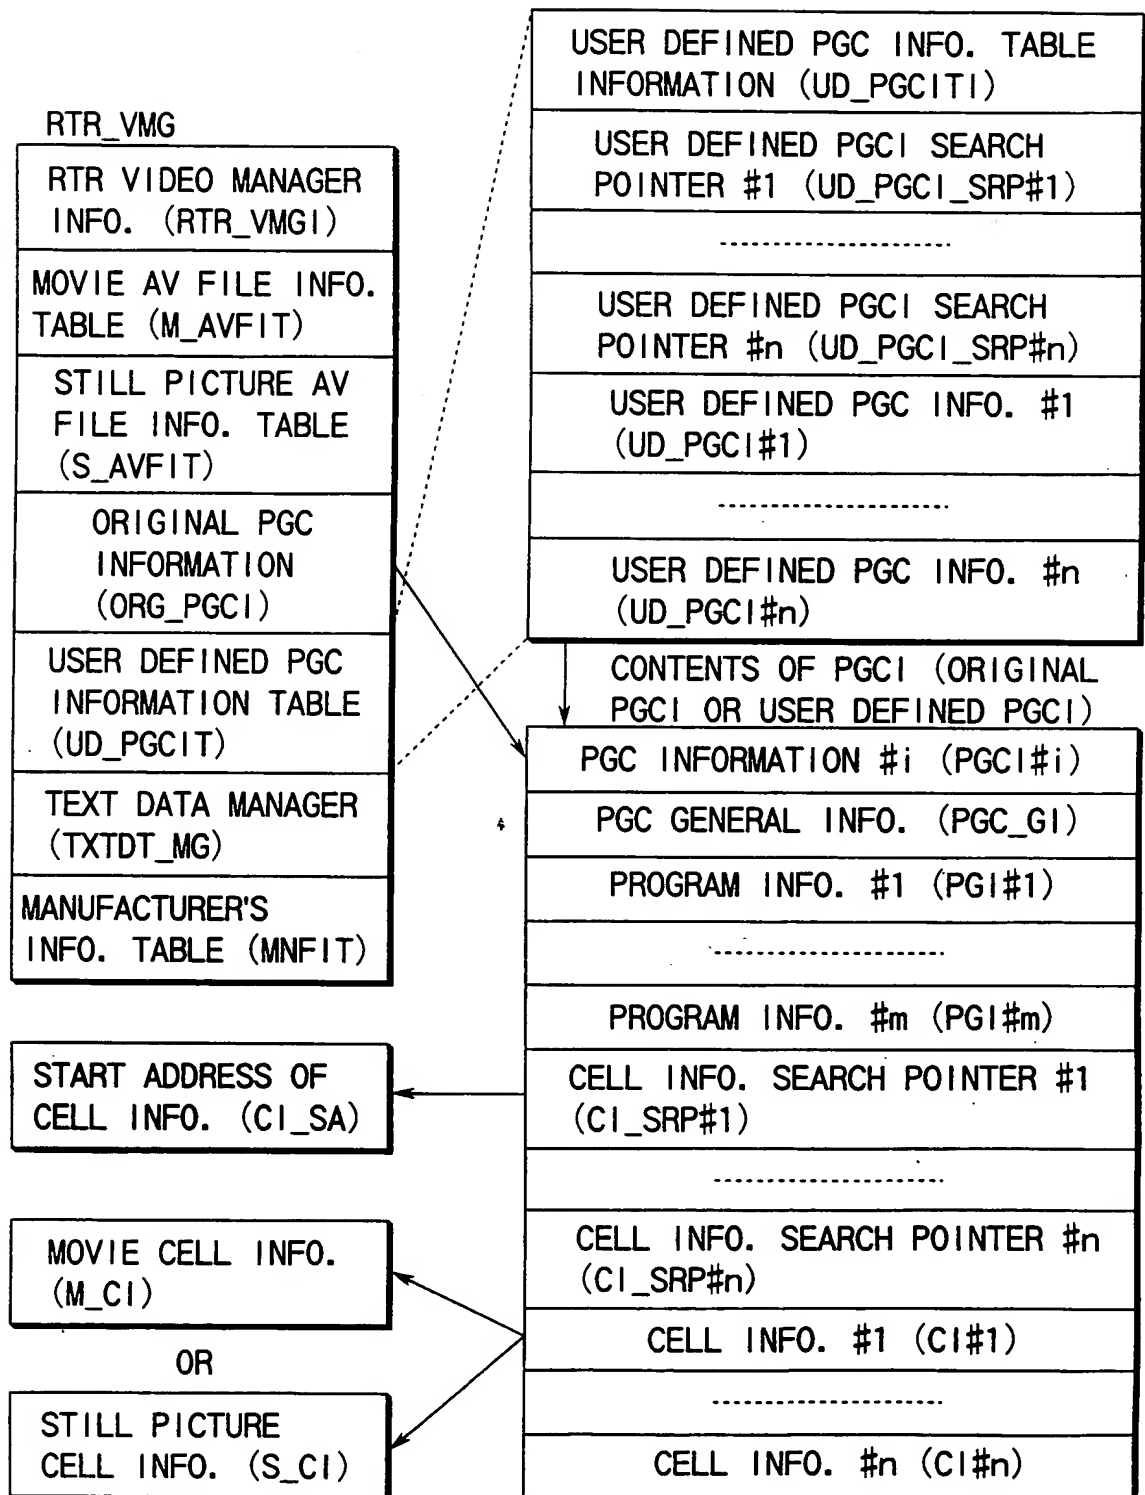 RTR_VMG
RTR VIDEO MANAGER
INFO. (RTR_VMGI)
MOVIE AV FILE INFO.
TABLE (M_AVFIT)
STILL PICTURE AV
FILE INFO. TABLE
(S_AVFIT)
ORIGINAL PGC
INFORMATION
(ORG_PGCI)
USER DEFINED PGC
INFORMATION TABLE
(UD_PGCIT)
TEXT DATA MANAGER
(TXTDT_MG)
MANUFACTURER'S
INFO. TABLE (MNFIT)
USER DEFINED PGC INFO. TABLE
INFORMATION (UD_PGCITI)
USER DEFINED PGCI SEARCH
POINTER #1 (UD_PGCI_SRP#1)
USER DEFINED PGCI SEARCH
POINTER #n (UD_PGCI_SRP#n)
USER DEFINED PGC INFO. #1
(UD_PGCI#1)
USER DEFINED PGC INFO. #n
(UD_PGCI#n)
CONTENTS OF PGCI (ORIGINAL
PGCI OR USER DEFINED PGCI)
PGC INFORMATION #i (PGCI#i)
PGC GENERAL INFO. (PGC_GI)
PROGRAM INFO. #1 (PGI#1)
PROGRAM INFO. #m (PGI#m)
CELL INFO. SEARCH POINTER #1
(CI_SRP#1)
CELL INFO. SEARCH POINTER #n
(CI_SRP#n)
CELL INFO. #1 (CI#1)
CELL INFO. #n (CI#n)
START ADDRESS OF
CELL INFO. (CI_SA)
MOVIE CELL INFO.
(M_CI)
OR
STILL PICTURE
CELL INFO. (S_CI)